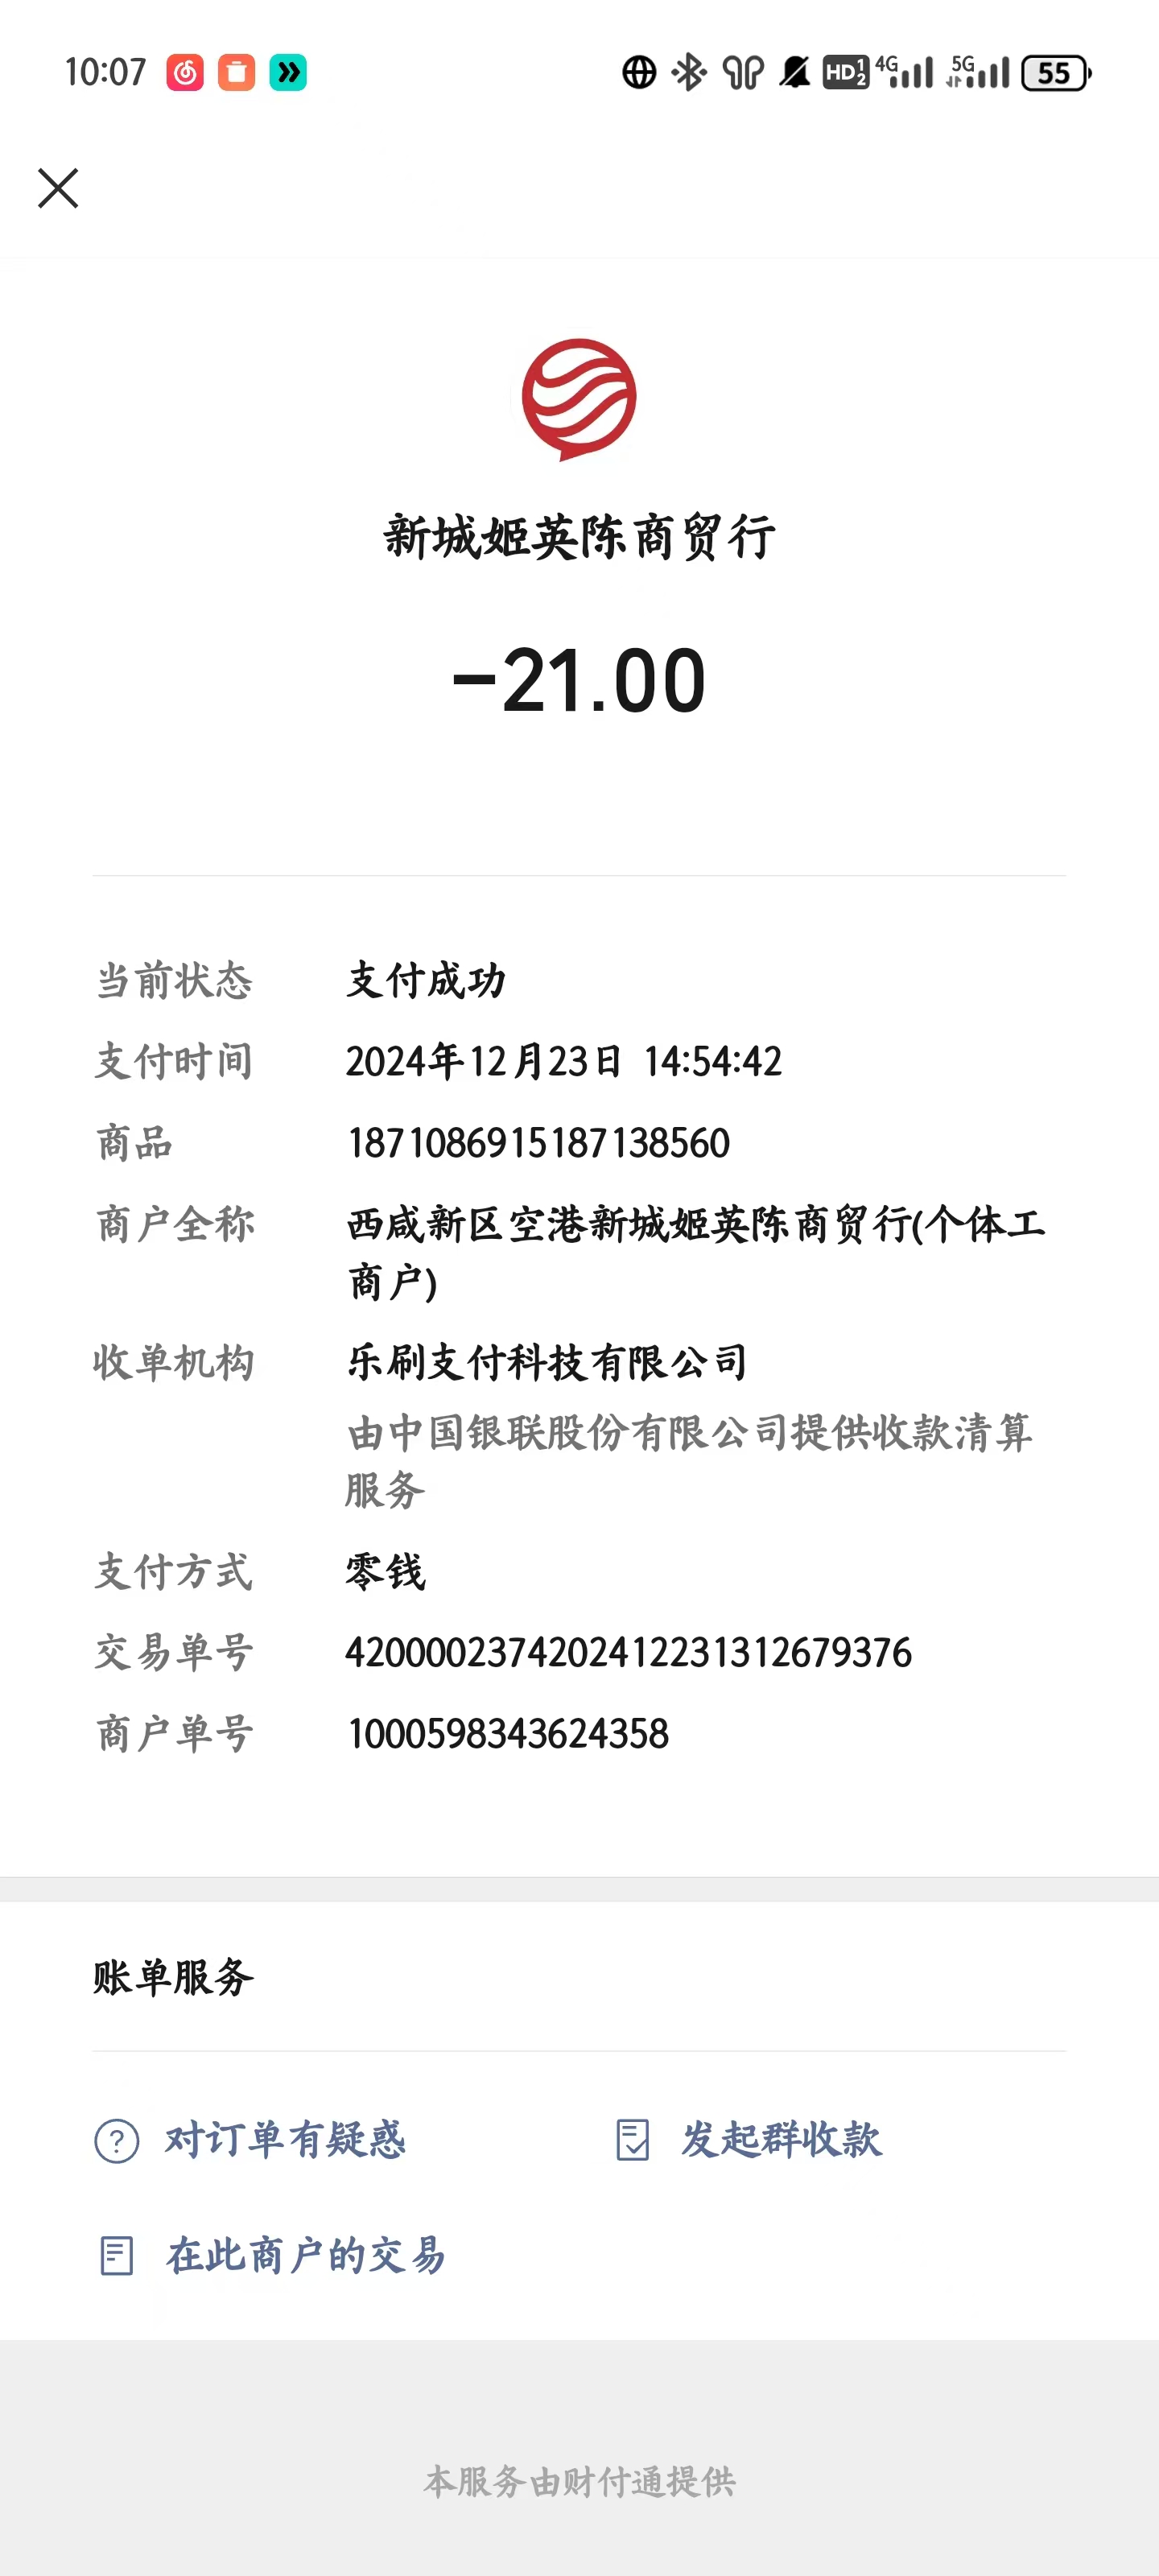 10:07
HD 1 2 4G 5G 55
新城姬英陈商贸行
-21.00
当前状态 支付成功
支付时间 2024年12月23日 14:54:42
商品 1871086915187138560
商户全称 西咸新区空港新城姬英陈商贸行(个体工
商户)
收单机构 乐刷支付科技有限公司
由中国银联股份有限公司提供收款清算
服务
支付方式 零钱
交易单号 4200002374202412231312679376
商户单号 1000598343624358
账单服务
对订单有疑惑 发起群收款
在此商户的交易
本服务由财付通提供